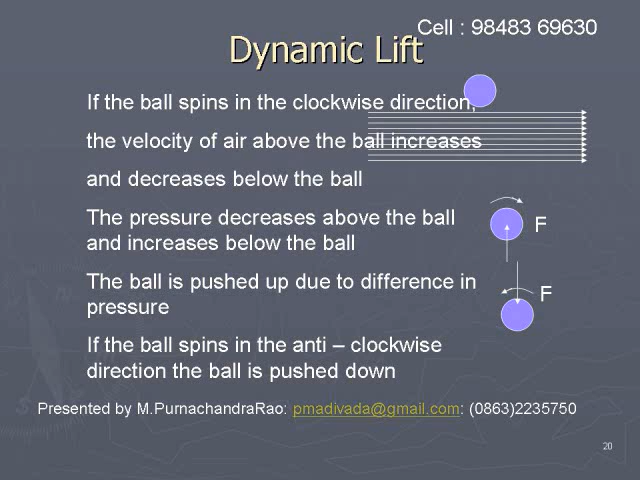 Cell : 98483 69630
Dynamic Lift
If the ball spins in the clockwise direction,
the velocity of air above the ball increases
and decreases below the ball
The pressure decreases above the ball
and increases below the ball
F
The ball is pushed up due to difference in
pressure
F
If the ball spins in the anti – clockwise
direction the ball is pushed down
Presented by M.PurnachandraRao: pmadivada@gmail.com: (0863)2235750
20